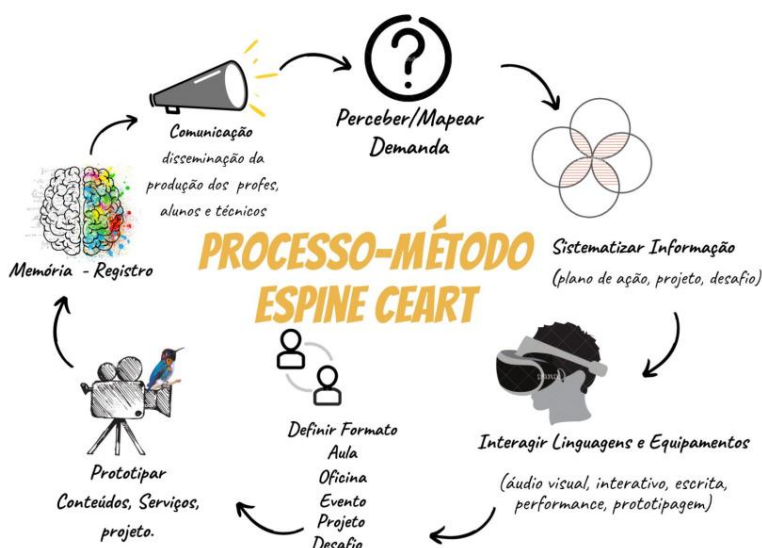 PROCESSO-MÉTODO
ESPINE CEART
Perceber/Mapear
Demanda
Sistematizar Informação
(plano de ação, projeto, desafio)
Interagir Linguagens e Equipamentos
(áudio visual, interativo, escrita,
performance, prototipagem)
Definir Formato
Aula
Oficina
Evento
Projeto
Desafio
Prototipar
Conteúdos, Serviços,
projeto.
Memória - Registro
Comunicação
disseminação da
produção dos profes,
alunos e técnicos